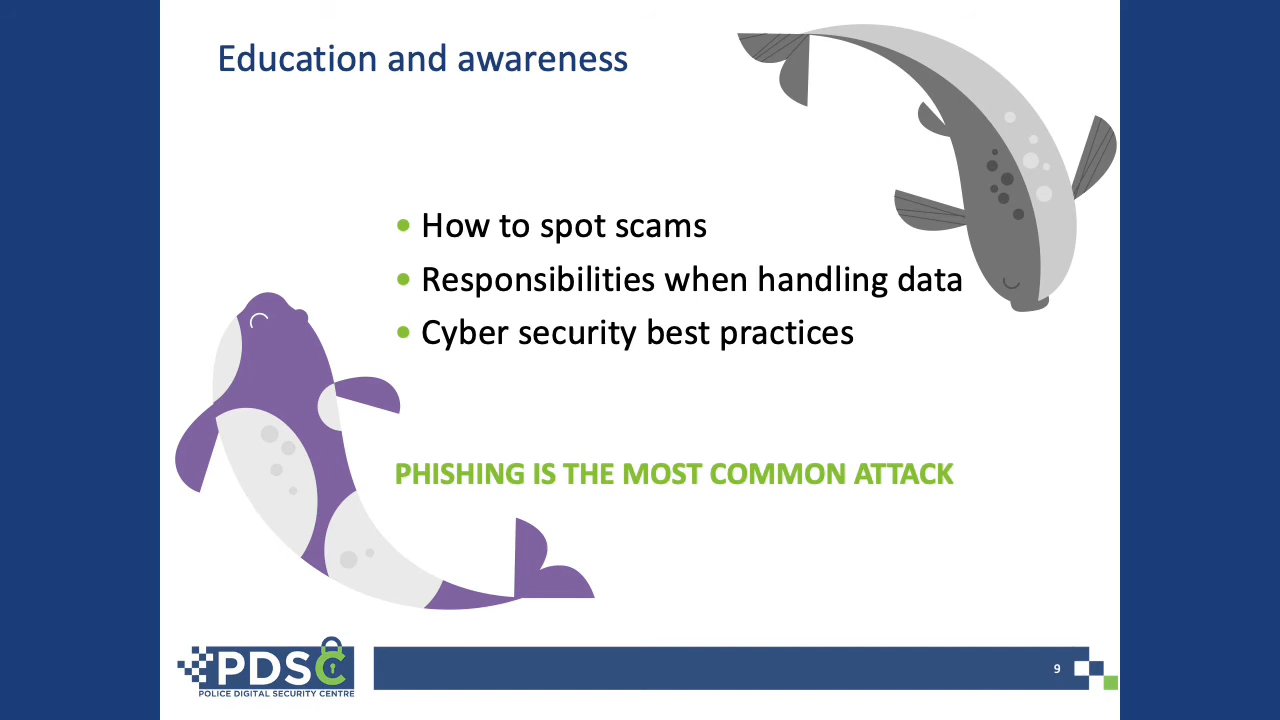 Education and awareness
• How to spot scams
• Responsibilities when handling data
• Cyber security best practices
PHISHING IS THE MOST COMMON ATTACK
PDSC
POLICE DIGITAL SECURITY CENTRE
9